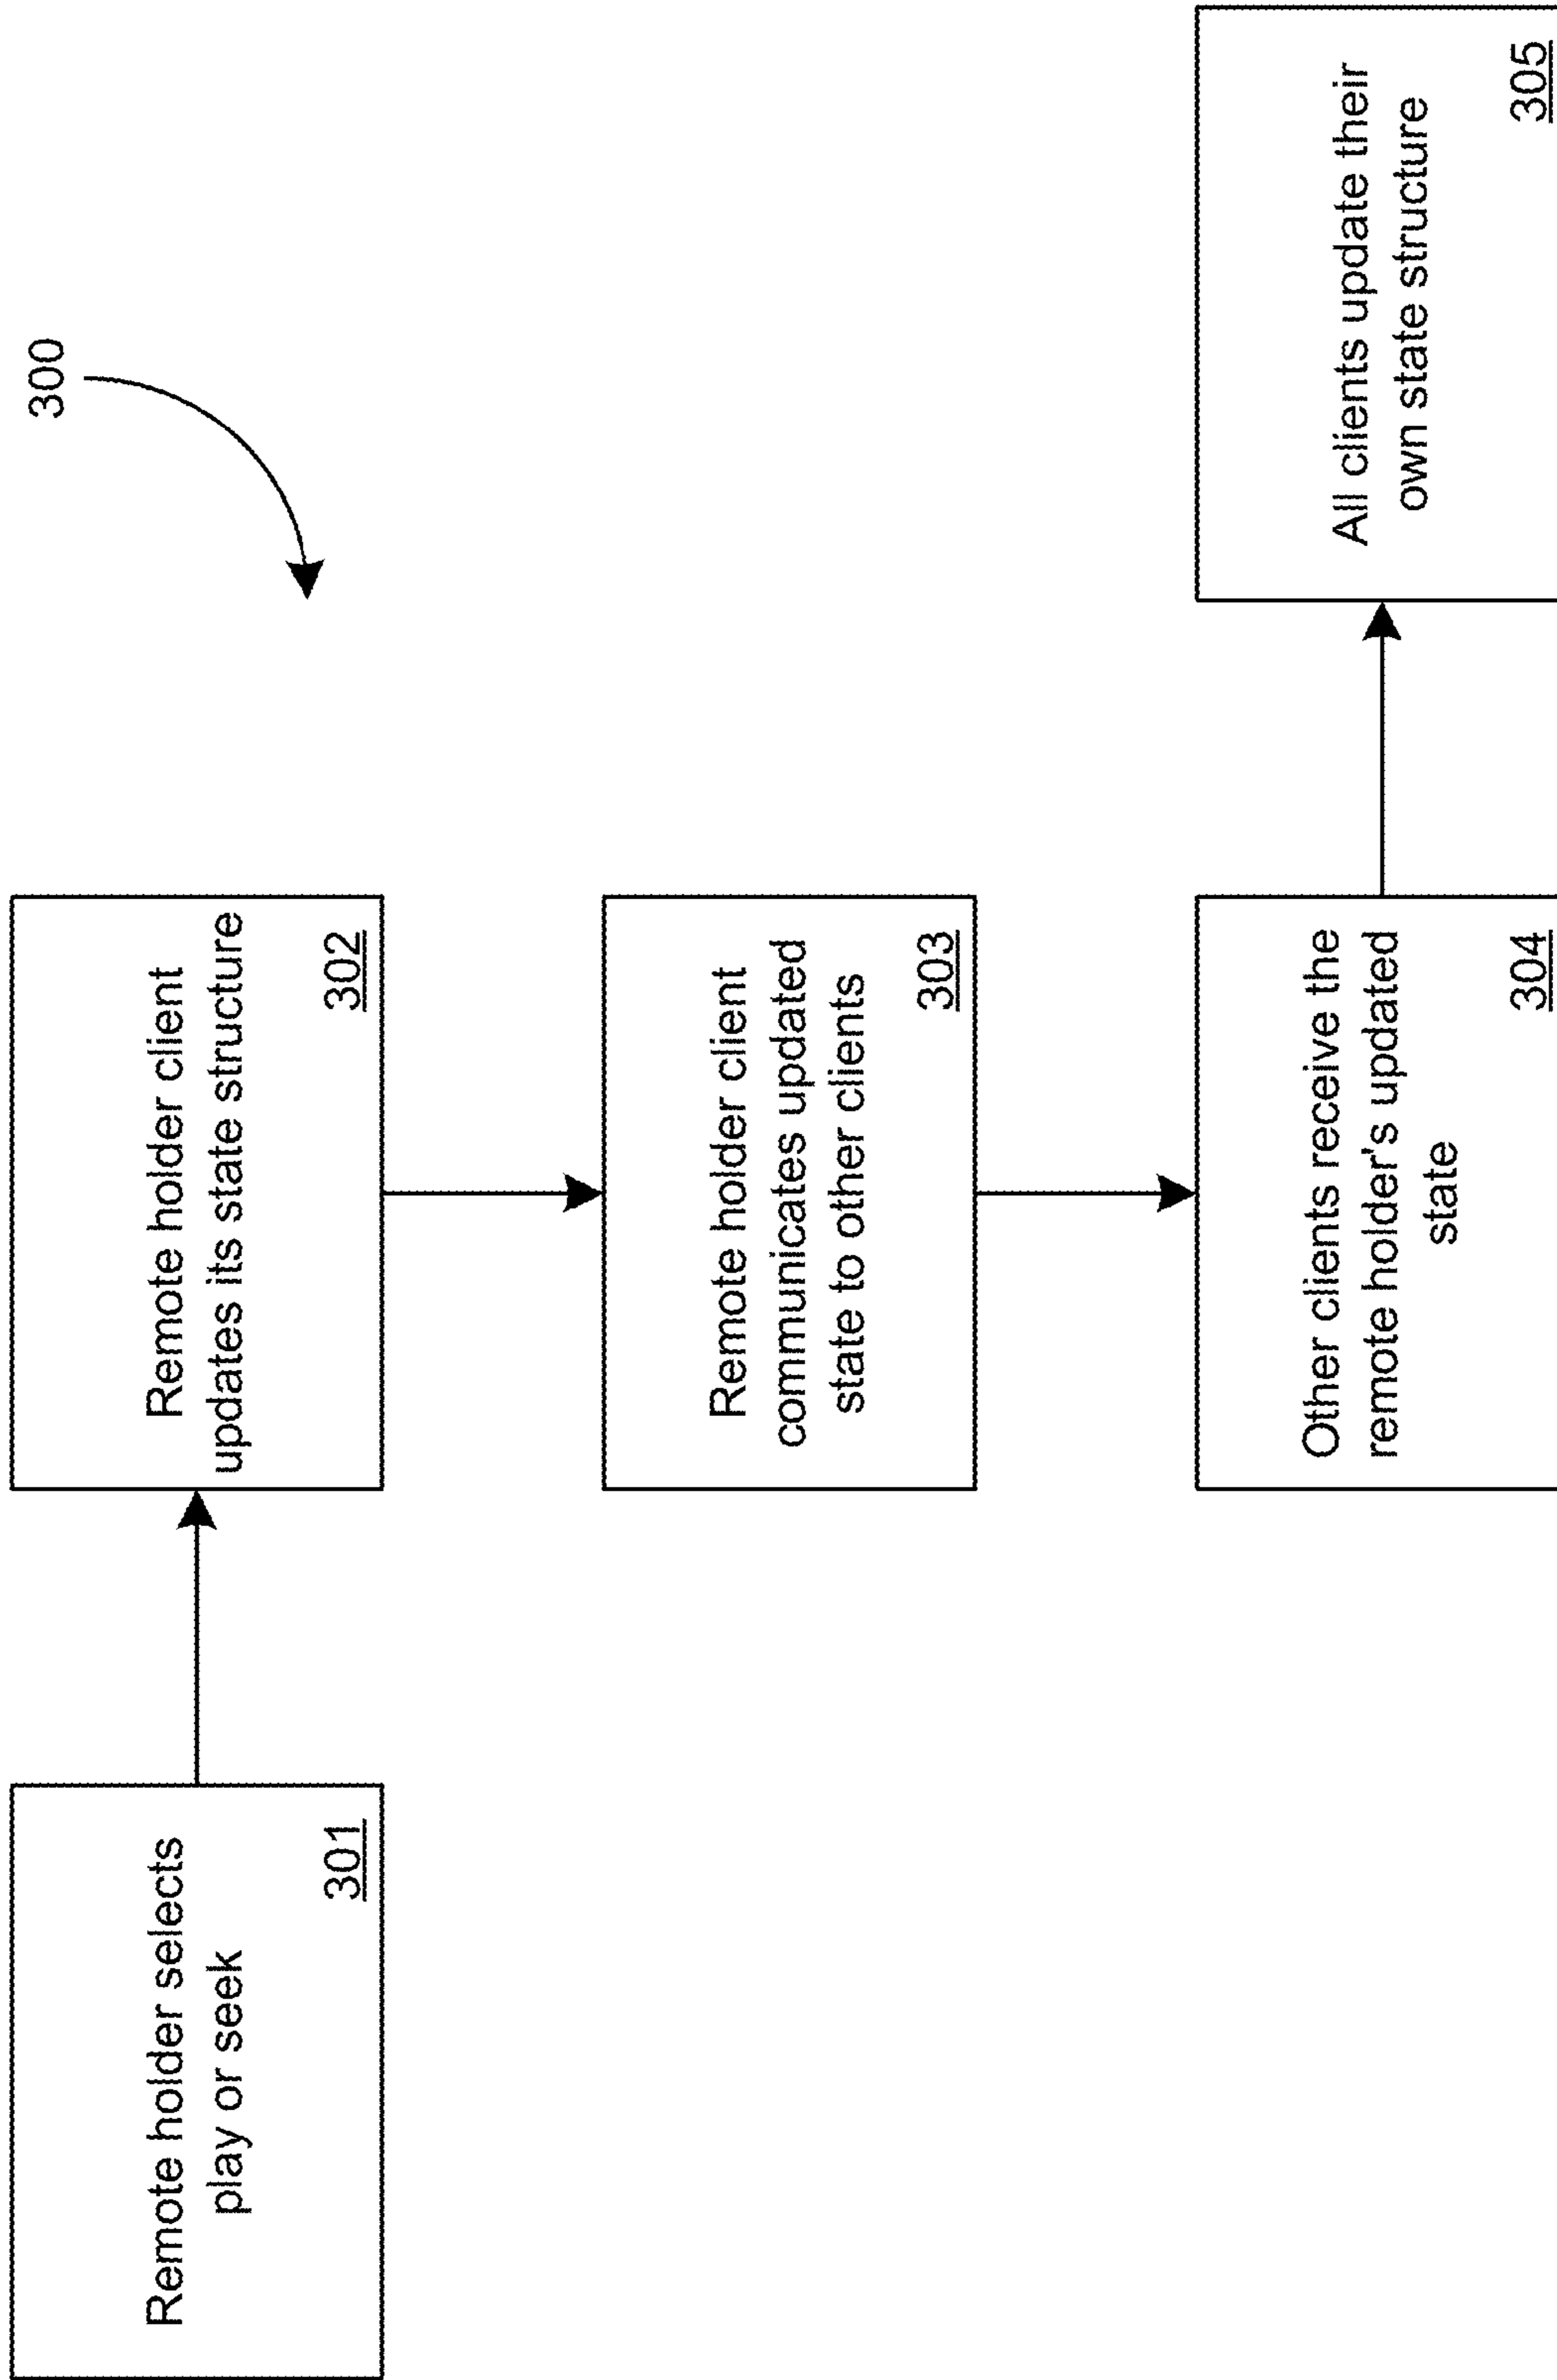 300
Remote holder selects
play or seek
301
Remote holder client
updates its state structure
302
Remote holder client
communicates updated
state to other clients
303
Other clients receive the
remote holder's updated
state
304
All clients update their
own state structure
305